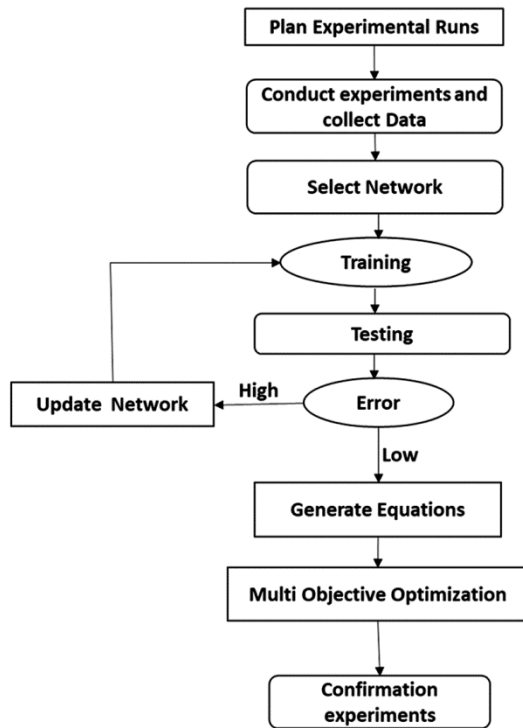 Plan Experimental Runs
Conduct experiments and
collect Data
Select Network
Training
Testing
High
Update Network
Error
Low
Generate Equations
Multi Objective Optimization
Confirmation
experiments